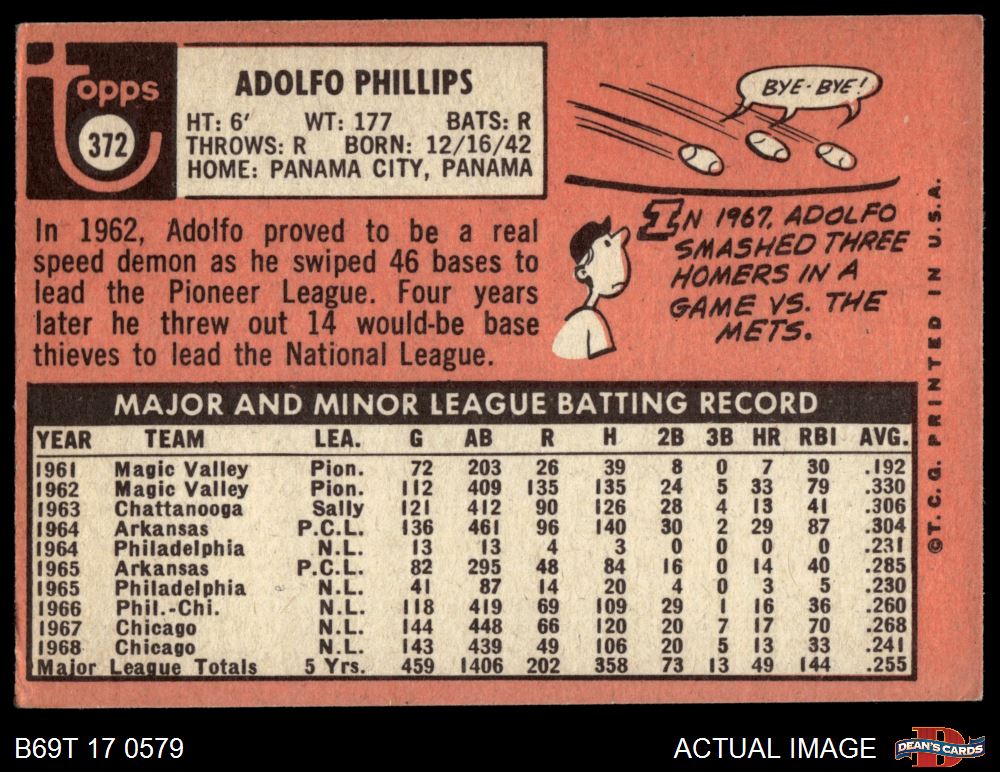 topps
372
ADOLFO PHILLIPS
HT: 6' WT: 177 BATS: R
THROWS: R BORN: 12/16/42
HOME: PANAMA CITY, PANAMA
BYE-BYE!
In 1962, Adolfo proved to be a real
speed demon as he swiped 46 bases to
lead the Pioneer League. Four years
later he threw out 14 would-be base
thieves to lead the National League.
IN 1967, ADOLFO
SMASHED THREE
HOMERS IN A
GAME VS. THE
METS.
©T.C.G. PRINTED IN U.S.A.
MAJOR AND MINOR LEAGUE BATTING RECORD
YEAR TEAM LEA. G AB R H 2B 3B HR RBI AVG.
1961 Magic Valley Pion. 72 203 26 39 8 0 7 30 .192
1962 Magic Valley Pion. 112 409 135 135 24 5 33 79 .330
1963 Chattanooga Sally 121 412 90 126 28 4 13 41 .306
1964 Arkansas P.C.L. 136 461 96 140 30 2 29 87 .304
1964 Philadelphia N.L. 13 13 4 3 0 0 0 0 .231
1965 Arkansas P.C.L. 82 295 48 84 16 0 14 40 .285
1965 Philadelphia N.L. 41 87 14 20 4 0 3 5 .230
1966 Phil.-Chi. N.L. 118 419 69 109 29 1 16 36 .260
1967 Chicago N.L. 144 448 66 120 20 7 17 70 .268
1968 Chicago N.L. 143 439 49 106 20 5 13 33 .241
Major League Totals 5 Yrs. 459 1406 202 358 73 13 49 144 .255
B69T 17 0579
ACTUAL IMAGE
DEAN'S CARDS